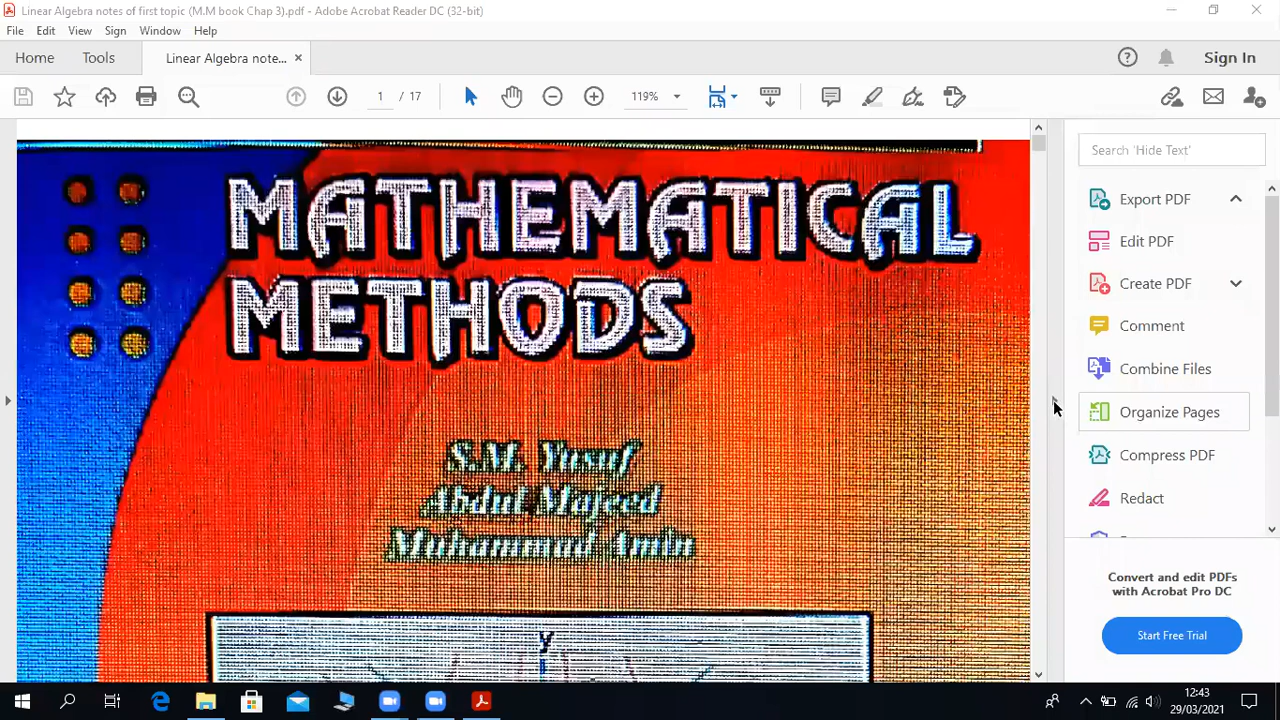 Linear Algebra notes of first topic (M.M book Chap 3).pdf - Adobe Acrobat Reader DC (32-bit)
File Edit View Sign Window Help
Home Tools Linear Algebra note... Sign In
1 / 17 119%
Search 'Hide Text'
MATHEMATICAL
METHODS
S.M. Yusuf
Abdul Majeed
Muhammad Amin
y
Export PDF
Edit PDF
Create PDF
Comment
Combine Files
Organize Pages
Compress PDF
Redact
Convert and edit PDFs
with Acrobat Pro DC
Start Free Trial
12:43
29/03/2021